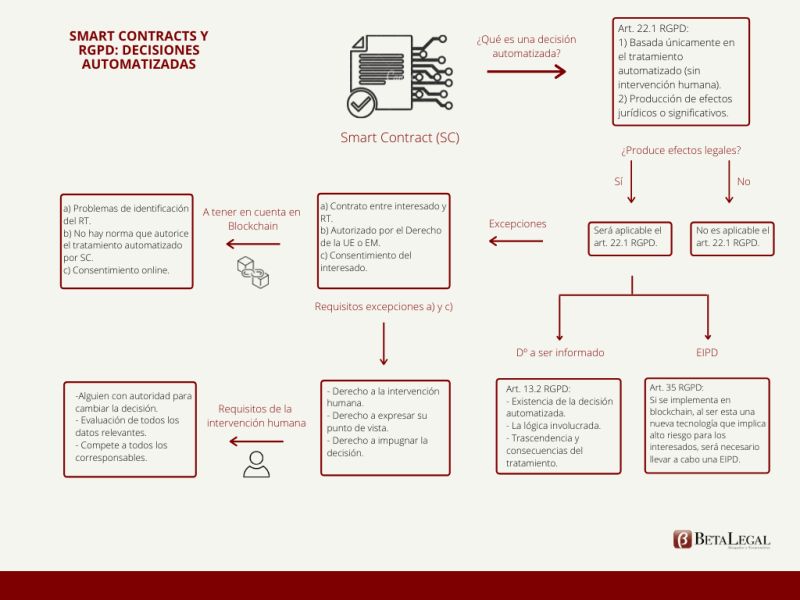 SMART CONTRACTS Y
RGPD: DECISIONES
AUTOMATIZADAS
Smart Contract (SC)
¿Qué es una decisión
automatizada?
Art. 22.1 RGPD:
1) Basada únicamente en
el tratamiento
automatizado (sin
intervención humana).
2) Producción de efectos
jurídicos o significativos.
¿Produce efectos legales?
Sí
No
Será aplicable el
art. 22.1 RGPD.
No es aplicable el
art. 22.1 RGPD.
Excepciones
a) Contrato entre interesado y
RT.
b) Autorizado por el Derecho
de la UE o EM.
c) Consentimiento del
interesado.
A tener en cuenta en
Blockchain
a) Problemas de identificación
del RT.
b) No hay norma que autorice
el tratamiento automatizado
por SC.
c) Consentimiento online.
Requisitos excepciones a) y c)
- Derecho a la intervención
humana.
- Derecho a expresar su
punto de vista.
- Derecho a impugnar la
decisión.
Requisitos de la
intervención humana
-Alguien con autoridad para
cambiar la decisión.
- Evaluación de todos los
datos relevantes.
- Compete a todos los
corresponsables.
Dº a ser informado
Art. 13.2 RGPD:
- Existencia de la decisión
automatizada.
- La lógica involucrada.
- Trascendencia y
consecuencias del
tratamiento.
EIPD
Art. 35 RGPD:
Si se implementa en
blockchain, al ser esta una
nueva tecnología que implica
alto riesgo para los
interesados, será necesario
llevar a cabo una EIPD.
β BETALEGAL